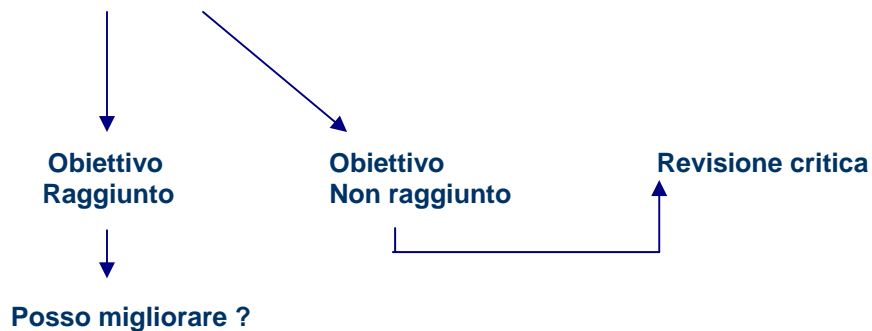 Obiettivo Obiettivo Revisione critica
Raggiunto Non raggiunto
Posso migliorare ?